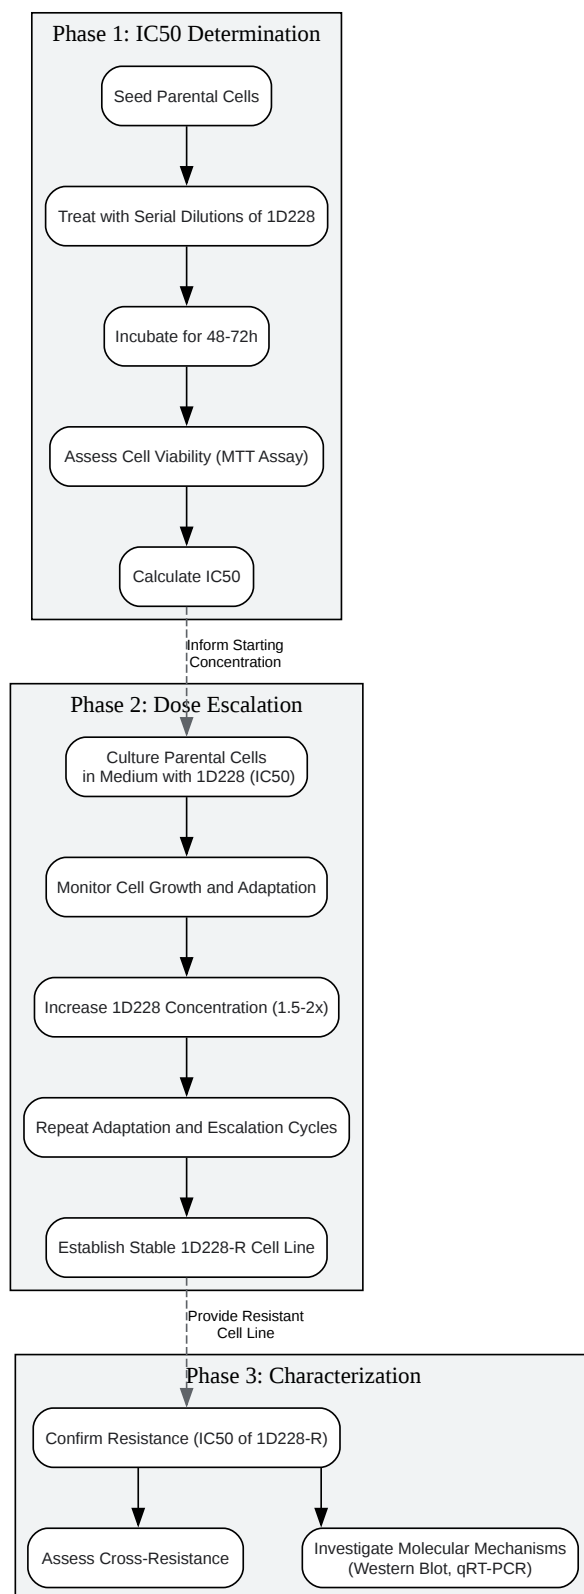 Phase 1: IC50 Determination
Seed Parental Cells
Treat with Serial Dilutions of 1D228
Incubate for 48-72h
Assess Cell Viability (MTT Assay)
Calculate IC50
Inform Starting
Concentration
Phase 2: Dose Escalation
Culture Parental Cells
in Medium with 1D228 (IC50)
Monitor Cell Growth and Adaptation
Increase 1D228 Concentration (1.5-2x)
Repeat Adaptation and Escalation Cycles
Establish Stable 1D228-R Cell Line
Provide Resistant
Cell Line
Phase 3: Characterization
Confirm Resistance (IC50 of 1D228-R)
Assess Cross-Resistance
Investigate Molecular Mechanisms
(Western Blot, qRT-PCR)